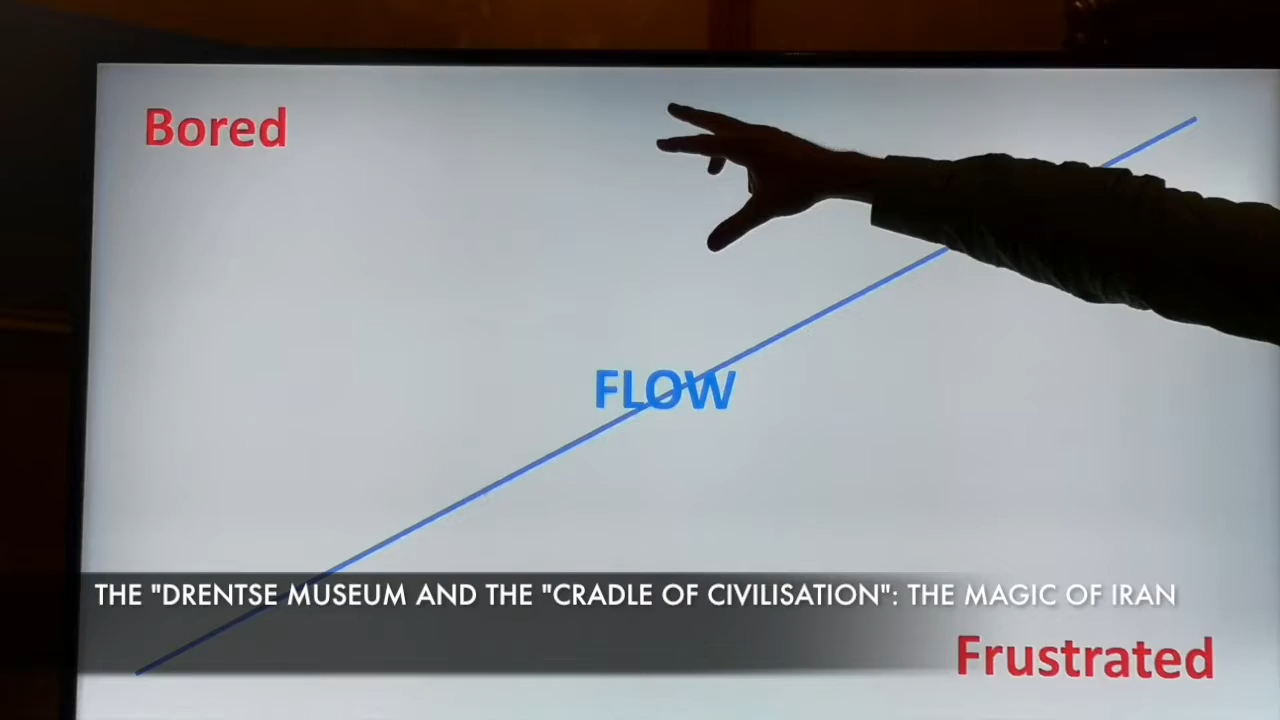 Bored
FLOW
THE "DRENTSE MUSEUM AND THE "CRADLE OF CIVILISATION": THE MAGIC OF IRAN
Frustrated